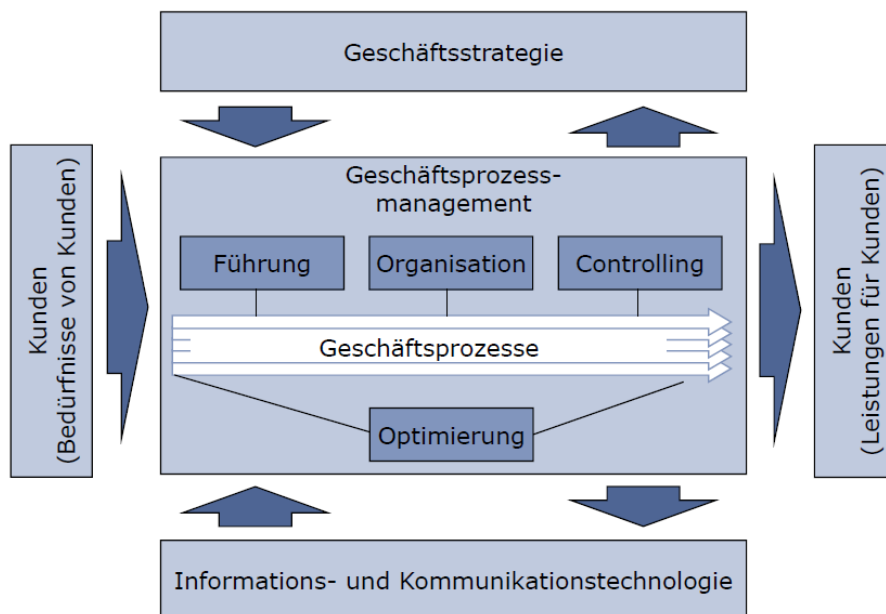 Geschäftsstrategie
Kunden
(Bedürfnisse von Kunden)
Geschäftsprozess-
management
Führung
Organisation
Controlling
Geschäftsprozesse
Optimierung
Kunden
(Leistungen für Kunden)
Informations- und Kommunikationstechnologie